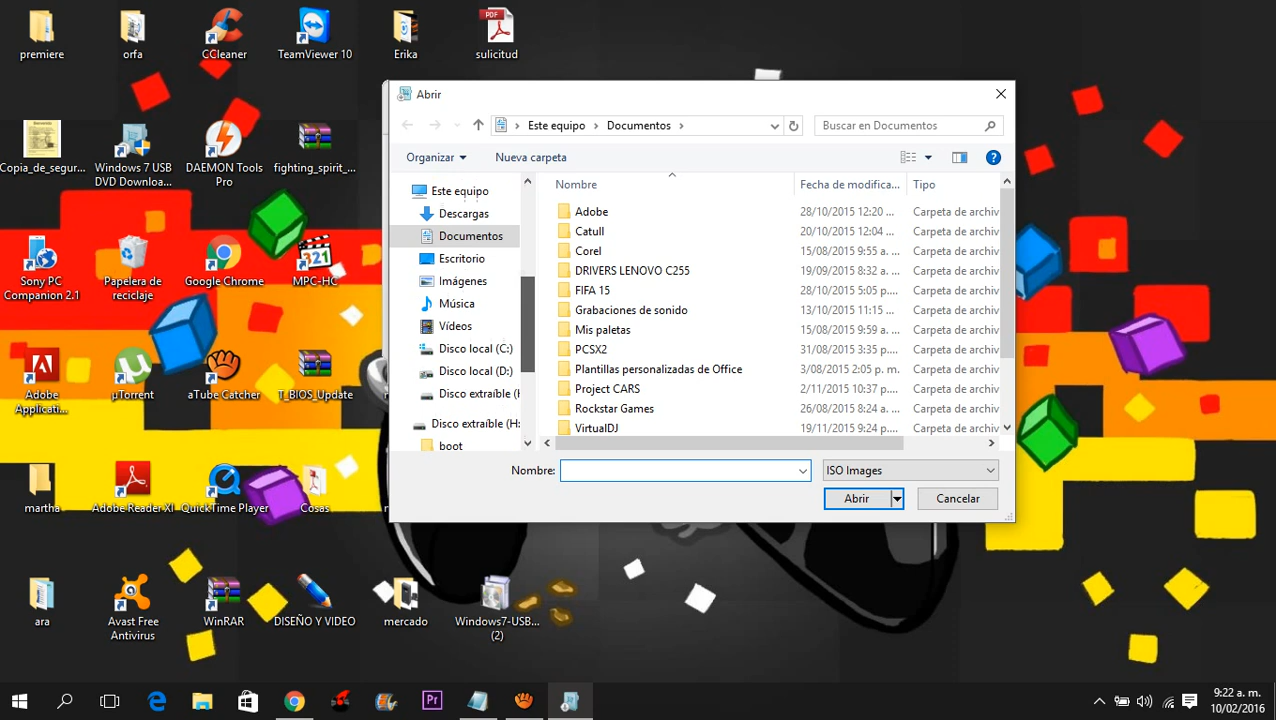 premiere
orfa
CCleaner
TeamViewer 10
Erika
PDF
sulicitud
Copia_de_segur...
Windows 7 USB
DVD Downloa...
DAEMON Tools
Pro
fighting_spirit_...
Sony PC
Companion 2.1
Papelera de
reciclaje
Google Chrome
321
MPC-HC
Adobe
Applicati...
µTorrent
aTube Catcher
T_BIOS_Update
martha
Adobe Reader XI
QuickTime Player
Cosas
ara
Avast Free
Antivirus
WinRAR
DISEÑO Y VIDEO
mercado
Windows7-USB...
(2)
Abrir
Este equipo
Documentos
Buscar en Documentos
Organizar
Nueva carpeta
Este equipo
Descargas
Documentos
Escritorio
Imágenes
Música
Vídeos
Disco local (C:)
Disco local (D:)
Disco extraíble (H
Disco extraíble (H:
boot
Nombre
Fecha de modifica...
Tipo
Adobe
28/10/2015 12:20 ...
Carpeta de archiv
Catull
20/10/2015 12:04 ...
Carpeta de archiv
Corel
15/08/2015 9:55 a...
Carpeta de archiv
DRIVERS LENOVO C255
19/09/2015 8:32 a...
Carpeta de archiv
FIFA 15
28/10/2015 5:05 p...
Carpeta de archiv
Grabaciones de sonido
13/10/2015 11:15 ...
Carpeta de archiv
Mis paletas
15/08/2015 9:59 a...
Carpeta de archiv
PCSX2
31/08/2015 3:35 p...
Carpeta de archiv
Plantillas personalizadas de Office
3/08/2015 2:05 p. m.
Carpeta de archiv
Project CARS
2/11/2015 10:37 p...
Carpeta de archiv
Rockstar Games
26/08/2015 8:24 a...
Carpeta de archiv
VirtualDJ
19/11/2015 9:24 p...
Carpeta de archiv
Nombre:
ISO Images
Abrir
Cancelar
Pr
9:22 a. m.
10/02/2016